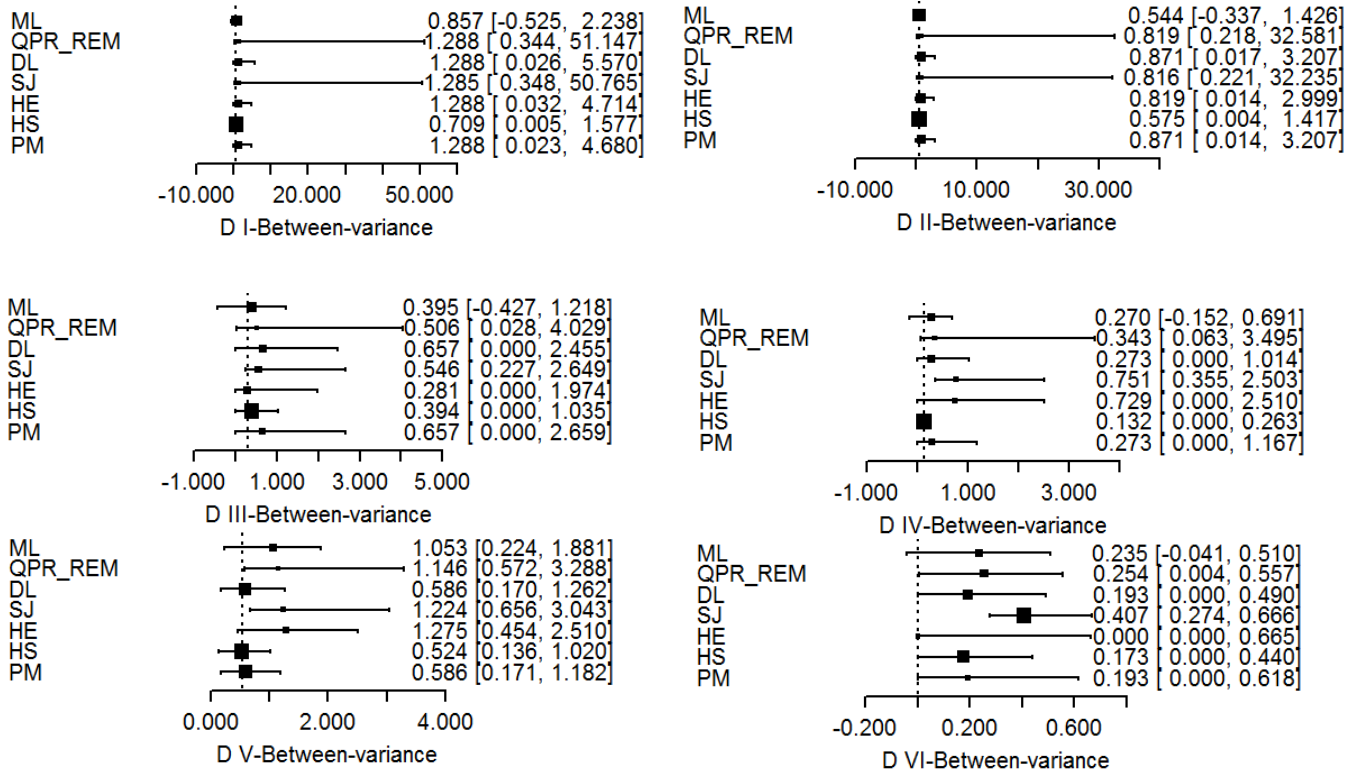 ML 0.857 [-0.525, 2.238]
QPR_REM 1.288 [ 0.344, 51.147]
DL 1.288 [ 0.026, 5.570]
SJ 1.285 [ 0.348, 50.765]
HE 1.288 [ 0.032, 4.714]
HS 0.709 [ 0.005, 1.577]
PM 1.288 [ 0.023, 4.680]
-10.000 20.000 50.000
D I-Between-variance
ML 0.544 [-0.337, 1.426]
QPR_REM 0.819 [ 0.218, 32.581]
DL 0.871 [ 0.017, 3.207]
SJ 0.816 [ 0.221, 32.235]
HE 0.819 [ 0.014, 2.999]
HS 0.575 [ 0.004, 1.417]
PM 0.871 [ 0.014, 3.207]
-10.000 10.000 30.000
D II-Between-variance
ML 0.395 [-0.427, 1.218]
QPR_REM 0.506 [ 0.028, 4.029]
DL 0.657 [ 0.000, 2.455]
SJ 0.546 [ 0.227, 2.649]
HE 0.281 [ 0.000, 1.974]
HS 0.394 [ 0.000, 1.035]
PM 0.657 [ 0.000, 2.659]
-1.000 1.000 3.000 5.000
D III-Between-variance
ML 0.270 [-0.152, 0.691]
QPR_REM 0.343 [ 0.063, 3.495]
DL 0.273 [ 0.000, 1.014]
SJ 0.751 [ 0.355, 2.503]
HE 0.729 [ 0.000, 2.510]
HS 0.132 [ 0.000, 0.263]
PM 0.273 [ 0.000, 1.167]
-1.000 1.000 3.000
D IV-Between-variance
ML 1.053 [0.224, 1.881]
QPR_REM 1.146 [0.572, 3.288]
DL 0.586 [0.170, 1.262]
SJ 1.224 [0.656, 3.043]
HE 1.275 [0.454, 2.510]
HS 0.524 [0.136, 1.020]
PM 0.586 [0.171, 1.182]
0.000 2.000 4.000
D V-Between-variance
ML 0.235 [-0.041, 0.510]
QPR_REM 0.254 [ 0.004, 0.557]
DL 0.193 [ 0.000, 0.490]
SJ 0.407 [ 0.274, 0.666]
HE 0.000 [ 0.000, 0.665]
HS 0.173 [ 0.000, 0.440]
PM 0.193 [ 0.000, 0.618]
-0.200 0.200 0.600
D VI-Between-variance